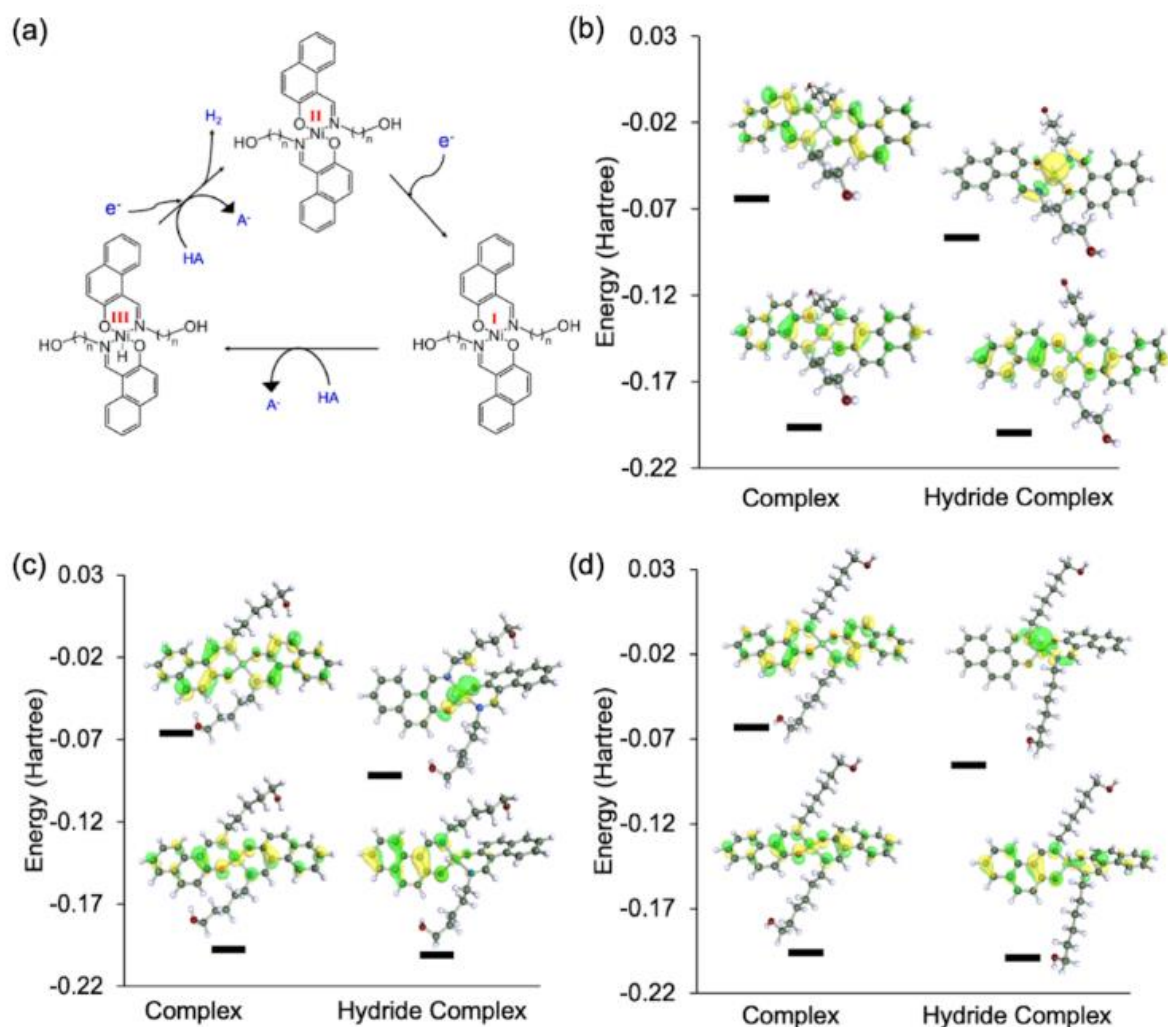 (a)
H₂
e⁻
A⁻
HA
II
O
N
Ni
N
O
HO
( )n
( )n
OH
e⁻
III
O
N
Ni
H
N
O
HO
( )n
( )n
OH
I
O
N
Ni
N
O
HO
( )n
( )n
OH
A⁻
HA
(b)
Energy (Hartree)
0.03
-0.02
-0.07
-0.12
-0.17
-0.22
Complex
Hydride Complex
(c)
Energy (Hartree)
0.03
-0.02
-0.07
-0.12
-0.17
-0.22
Complex
Hydride Complex
(d)
Energy (Hartree)
0.03
-0.02
-0.07
-0.12
-0.17
-0.22
Complex
Hydride Complex